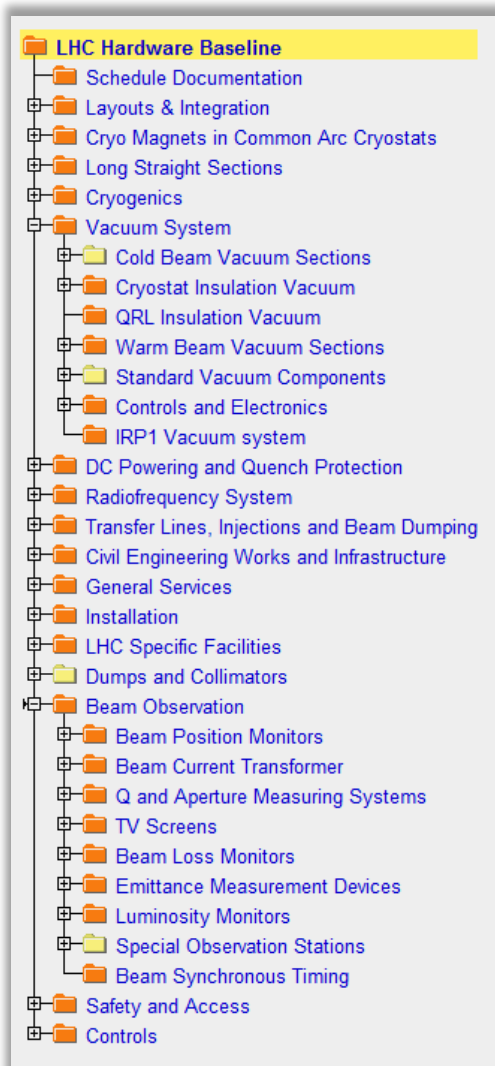 LHC Hardware Baseline
Schedule Documentation
Layouts & Integration
Cryo Magnets in Common Arc Cryostats
Long Straight Sections
Cryogenics
Vacuum System
Cold Beam Vacuum Sections
Cryostat Insulation Vacuum
QRL Insulation Vacuum
Warm Beam Vacuum Sections
Standard Vacuum Components
Controls and Electronics
IRP1 Vacuum system
DC Powering and Quench Protection
Radiofrequency System
Transfer Lines, Injections and Beam Dumping
Civil Engineering Works and Infrastructure
General Services
Installation
LHC Specific Facilities
Dumps and Collimators
Beam Observation
Beam Position Monitors
Beam Current Transformer
Q and Aperture Measuring Systems
TV Screens
Beam Loss Monitors
Emittance Measurement Devices
Luminosity Monitors
Special Observation Stations
Beam Synchronous Timing
Safety and Access
Controls